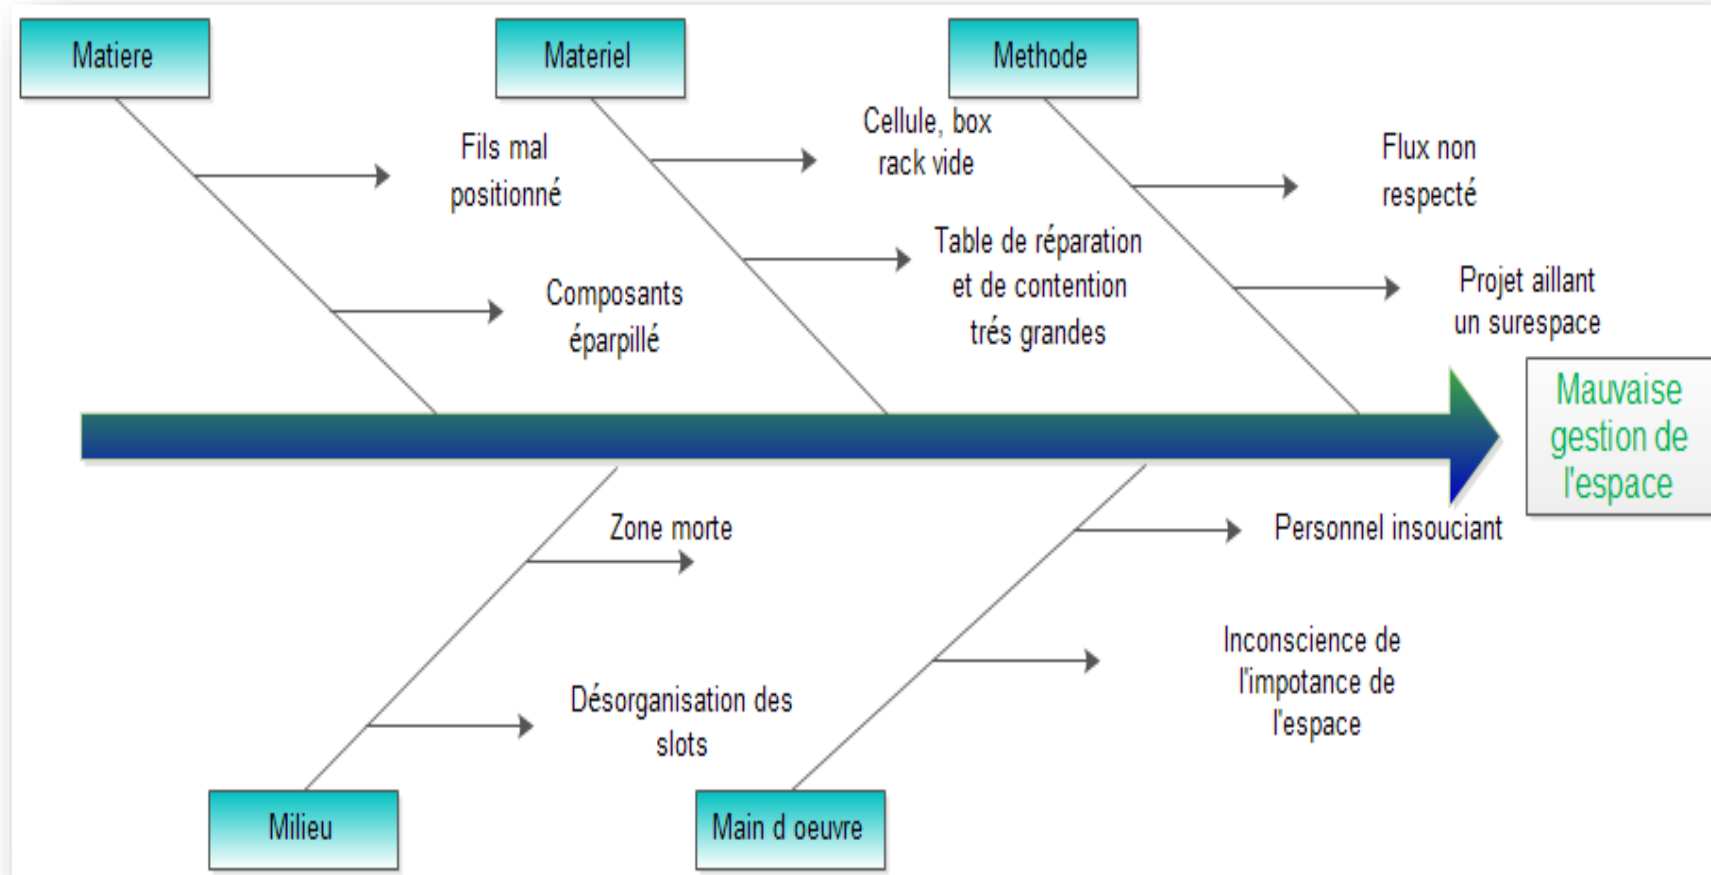 Matiere
Materiel
Methode
Fils mal
positionné
Cellule, box
rack vide
Flux non
respecté
Composants
éparpillé
Table de réparation
et de contention
trés grandes
Projet aillant
un surespace
Mauvaise
gestion de
l'espace
Zone morte
Personnel insouciant
Désorganisation des
slots
Inconscience de
l'impotance de
l'espace
Milieu
Main d oeuvre